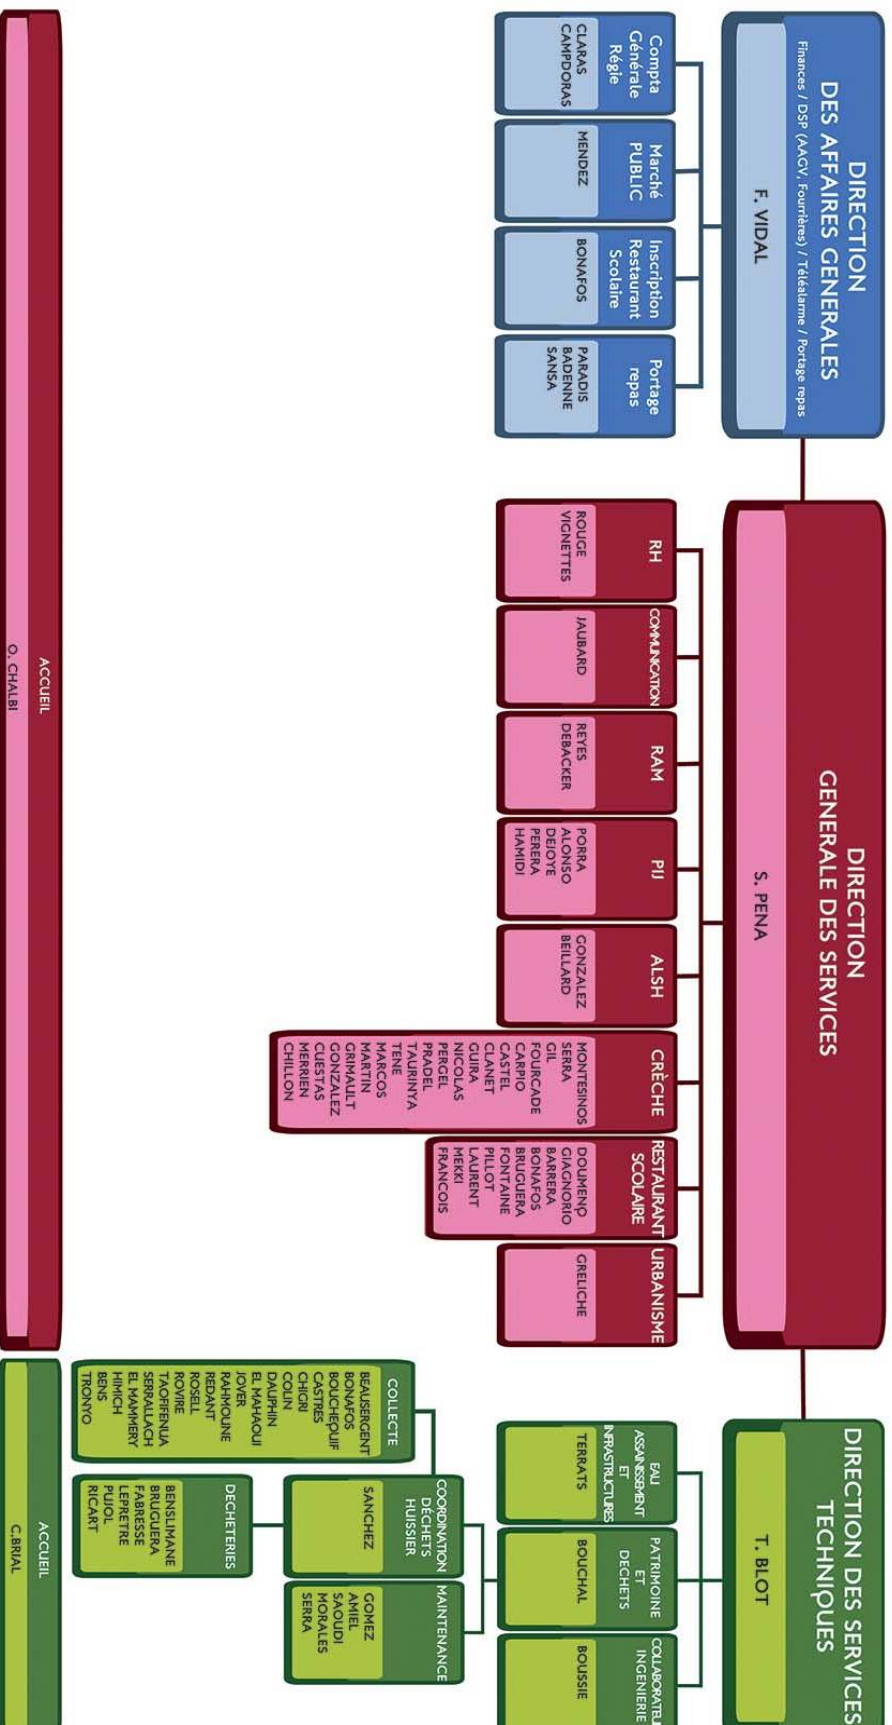 DIRECTION
DES AFFAIRES GENERALES
Finances / DSP (AAGV, Fourrières) / Téléalarme / Portage repas
F. VIDAL
Compta
Générale
Régie
CLARAS
CAMPDORAS
Marché
PUBLIC
MENDEZ
Inscription
Restaurant
Scolaire
BONAFOS
Portage
repas
PARADIS
BADENNE
SANSA
DIRECTION
GENERALE DES SERVICES
S. PENA
RH
ROUGE
VIGNETTES
COMMUNICATION
JAUBARD
RAM
REYES
DEBACKER
PIJ
PORRA
ALONSO
DEJOYE
PERERA
HAMIDI
ALSH
GONZALEZ
BEILLARD
CRÈCHE
MONTESINOS
SERRA
GIL
FOURCADE
CARPIO
CASTEL
CLANET
GUIRA
NICOLAS
PERGEL
PRADEL
TAURINYA
TENE
MARCOS
MARTIN
GRIMAULT
GONZALEZ
CUESTAS
MERRIEN
CHILLON
RESTAURANT
SCOLAIRE
DOUMENQ
GIAGNORIO
BARRERA
BONAFOS
BRUGUERA
FONTAINE
PILLOT
LAURENT
MEKKI
FRANCOIS
URBANISME
GRELICHE
DIRECTION DES SERVICES
TECHNIQUES
T. BLOT
EAU
ASSAINISSEMENT
ET
INFRASTRUCTURES
TERRATS
PATRIMOINE
ET
DECHETS
BOUCHAL
COLLABORATEU
INGENIERIE
BOUSSIE
COORDINATION
DÉCHETS
HUISSIER
SANCHEZ
MAINTENANCE
GOMEZ
AMIEL
SAOUDI
MORALES
SERRA
COLLECTE
BEAUSERGENT
BONAFOS
BOUCHEQUIF
CASTRES
CHIGRI
COLIN
DAUPHIN
EL MAHAOUI
JOVER
RAHMOUNE
REDANT
ROSELL
ROVIRE
TAOFIFENUA
SERRALLACH
EL MAMMERY
HIMICH
BENS
TRONYO
DECHETERIES
BENSLIMANE
BRUGUERA
FABRESSE
LEPRETRE
PUJOL
RICART
ACCUEIL
O. CHALBI
ACCUEIL
C.BRIAL